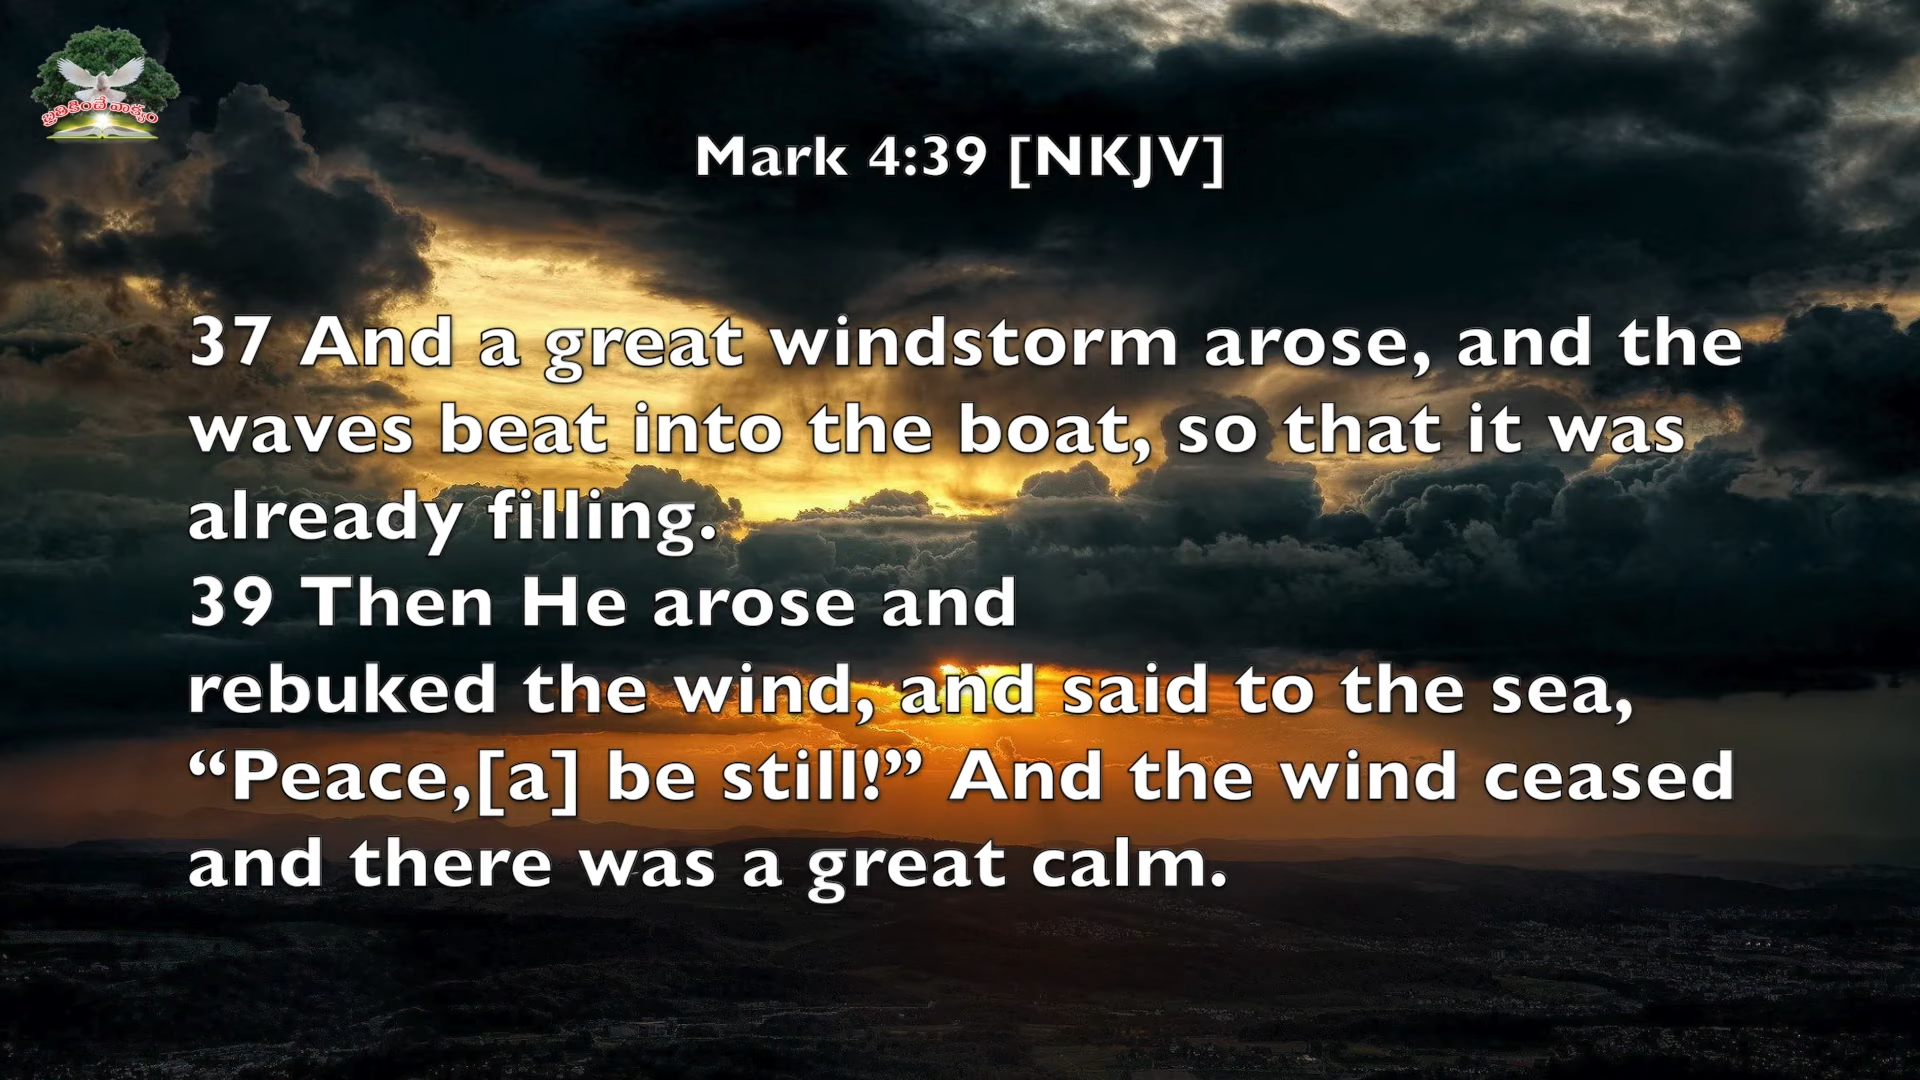 బ్రతికించే వాక్యం
Mark 4:39 [NKJV]
37 And a great windstorm arose, and the
waves beat into the boat, so that it was
already filling.
39 Then He arose and
rebuked the wind, and said to the sea,
“Peace,[a] be still!” And the wind ceased
and there was a great calm.